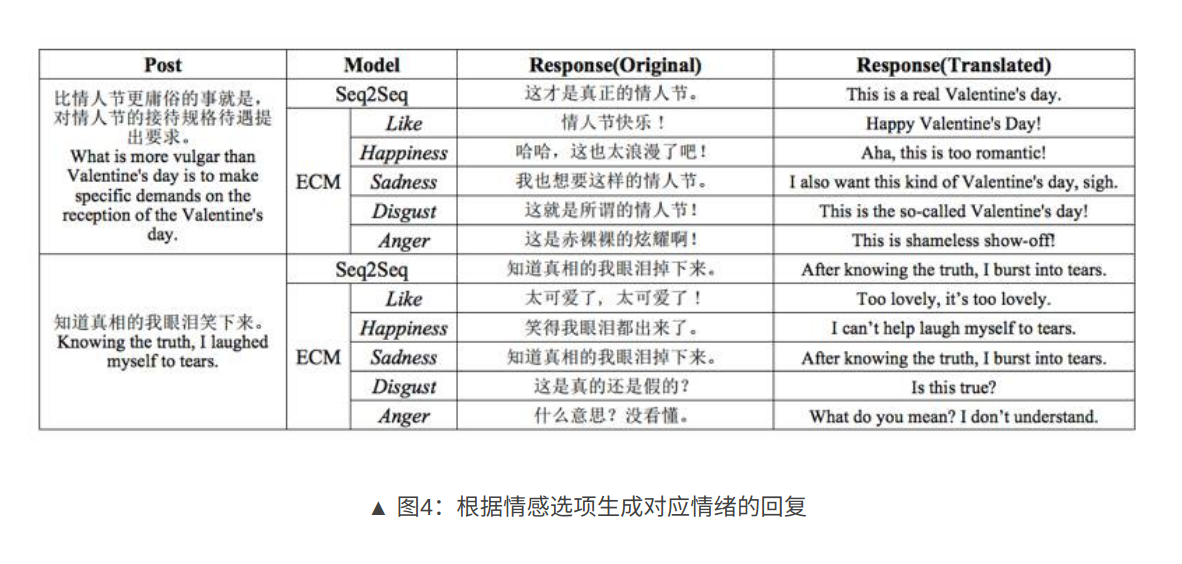 Post Model Response(Original) Response(Translated)
比情人节更庸俗的事就是，
对情人节的接待规格待遇提
出要求。
What is more vulgar than
Valentine's day is to make
specific demands on the
reception of the Valentine's
day.
Seq2Seq 这才是真正的情人节。 This is a real Valentine's day.
ECM
Like 情人节快乐！ Happy Valentine's Day!
Happiness 哈哈，这也太浪漫了吧！ Aha, this is too romantic!
Sadness 我也想要这样的情人节。 I also want this kind of Valentine's day, sigh.
Disgust 这就是所谓的情人节！ This is the so-called Valentine's day!
Anger 这是赤裸裸的炫耀啊！ This is shameless show-off!
知道真相的我眼泪笑下来。
Knowing the truth, I laughed
myself to tears.
Seq2Seq 知道真相的我眼泪掉下来。 After knowing the truth, I burst into tears.
ECM
Like 太可爱了，太可爱了！ Too lovely, it's too lovely.
Happiness 笑得我眼泪都出来了。 I can't help laugh myself to tears.
Sadness 知道真相的我眼泪掉下来。 After knowing the truth, I burst into tears.
Disgust 这是真的还是假的？ Is this true?
Anger 什么意思？没看懂。 What do you mean? I don't understand.
▲ 图4：根据情感选项生成对应情绪的回复